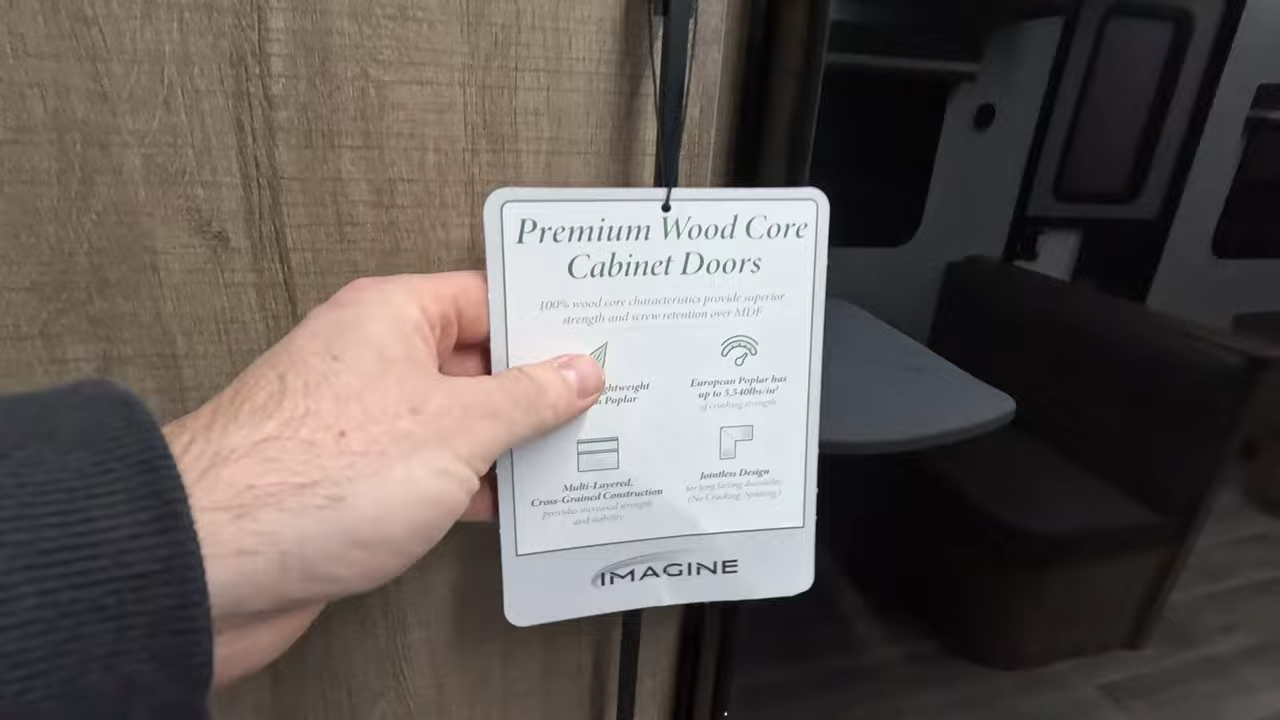 Premium Wood Core
Cabinet Doors
100% wood core characteristics provide superior
strength and screw retention over MDF
Poplar
European Poplar has
up to 5,540lbs/in²
of crushing strength
Multi-Layered,
Cross-Grained Construction
provides increased strength
and stability
Jointless Design
for long lasting durability
(No Cracking, Splitting)
IMAGINE